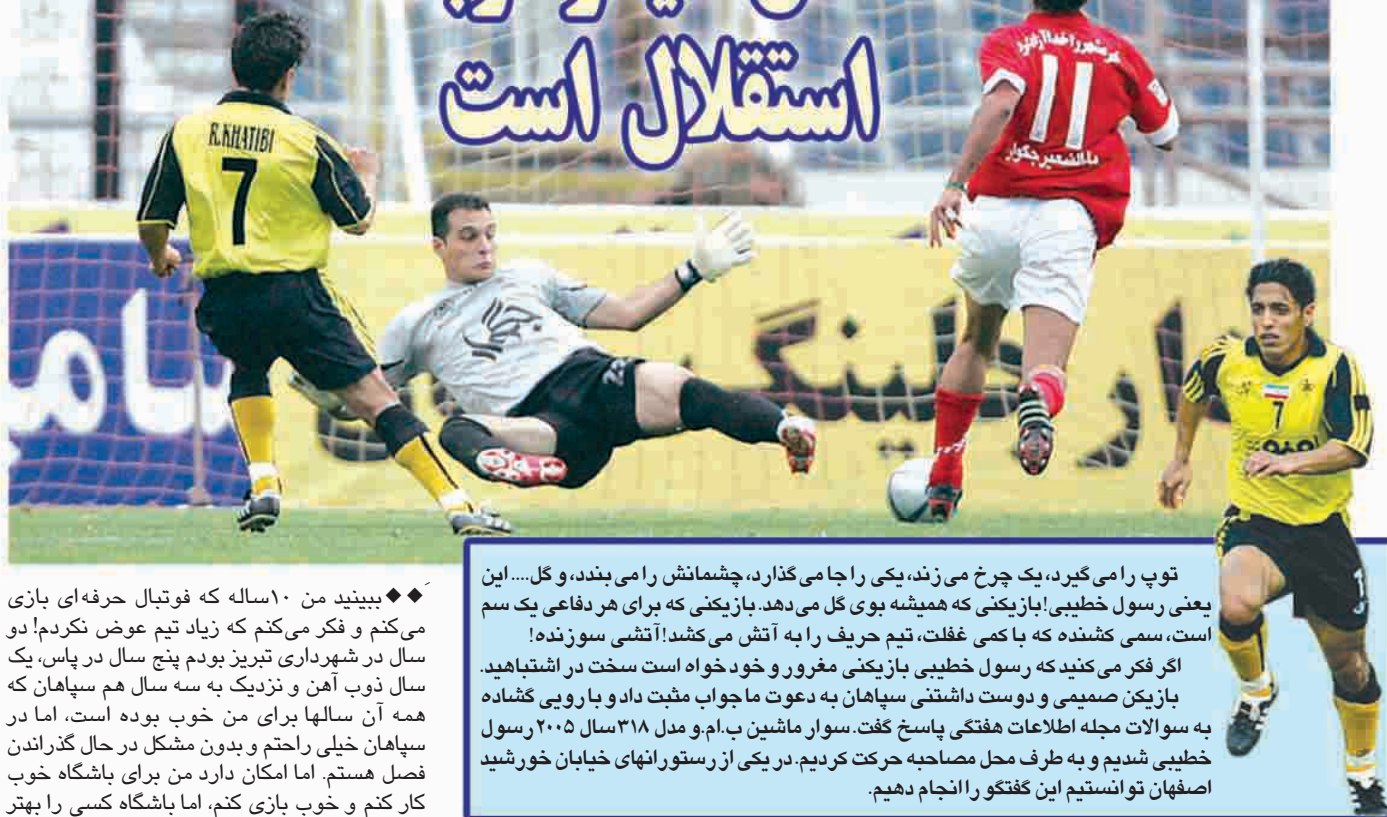 استقلال است
R.KHATIBI
7
خرمشهر را خدا آزاد کرد
11
7
توپ را می گیرد، یک چرخ می زند، یکی را جا می گذارد، چشمانش را می بندد، و گل.... این
یعنی رسول خطیبی! بازیکنی که همیشه بوی گل می دهد. بازیکنی که برای هر دفاعی یک سم
است، سمی کشنده که با کمی غفلت، تیم حریف را به آتش می کشد! آتشی سوزنده!
اگر فکر می کنید که رسول خطیبی بازیکنی مغرور و خودخواه است سخت در اشتباهید.
بازیکن صمیمی و دوست داشتنی سپاهان به دعوت ما جواب مثبت داد و با رویی گشاده
به سوالات مجله اطلاعات هفتگی پاسخ گفت. سوار ماشین ب.ام.و مدل ۳۱۸ سال ۲۰۰۵ رسول
خطیبی شدیم و به طرف محل مصاحبه حرکت کردیم. در یکی از رستورانهای خیابان خورشید
اصفهان توانستیم این گفتگو را انجام دهیم.
◆◆ ببینید من ۱۰ساله که فوتبال حرفه ای بازی
می‌کنم و فکر می‌کنم که زیاد تیم عوض نکردم! دو
سال در شهرداری تبریز بودم پنج سال در پاس، یک
سال ذوب آهن و نزدیک به سه سال هم سپاهان که
همه آن سالها برای من خوب بوده است، اما در
سپاهان خیلی راحتم و بدون مشکل در حال گذراندن
فصل هستم. اما امکان دارد من برای باشگاه خوب
کار کنم و خوب بازی کنم، اما باشگاه کسی را بهتر